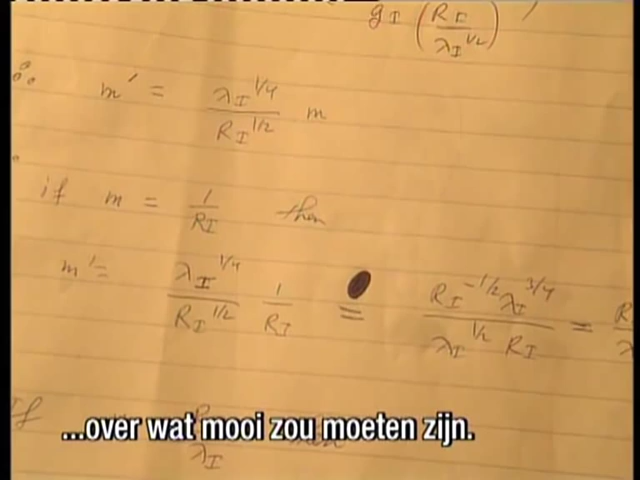 g_I (R_I / λ_I^{1/2})
∴ m' = λ_I^{1/4} / R_I^{1/2} m
if m = 1 / R_I then
m' = λ_I^{1/4} / R_I^{1/2} 1 / R_I = R_I^{-1/2} λ_I^{3/4} / λ_I^{1/2} R_I =
If
...over wat mooi zou moeten zijn.